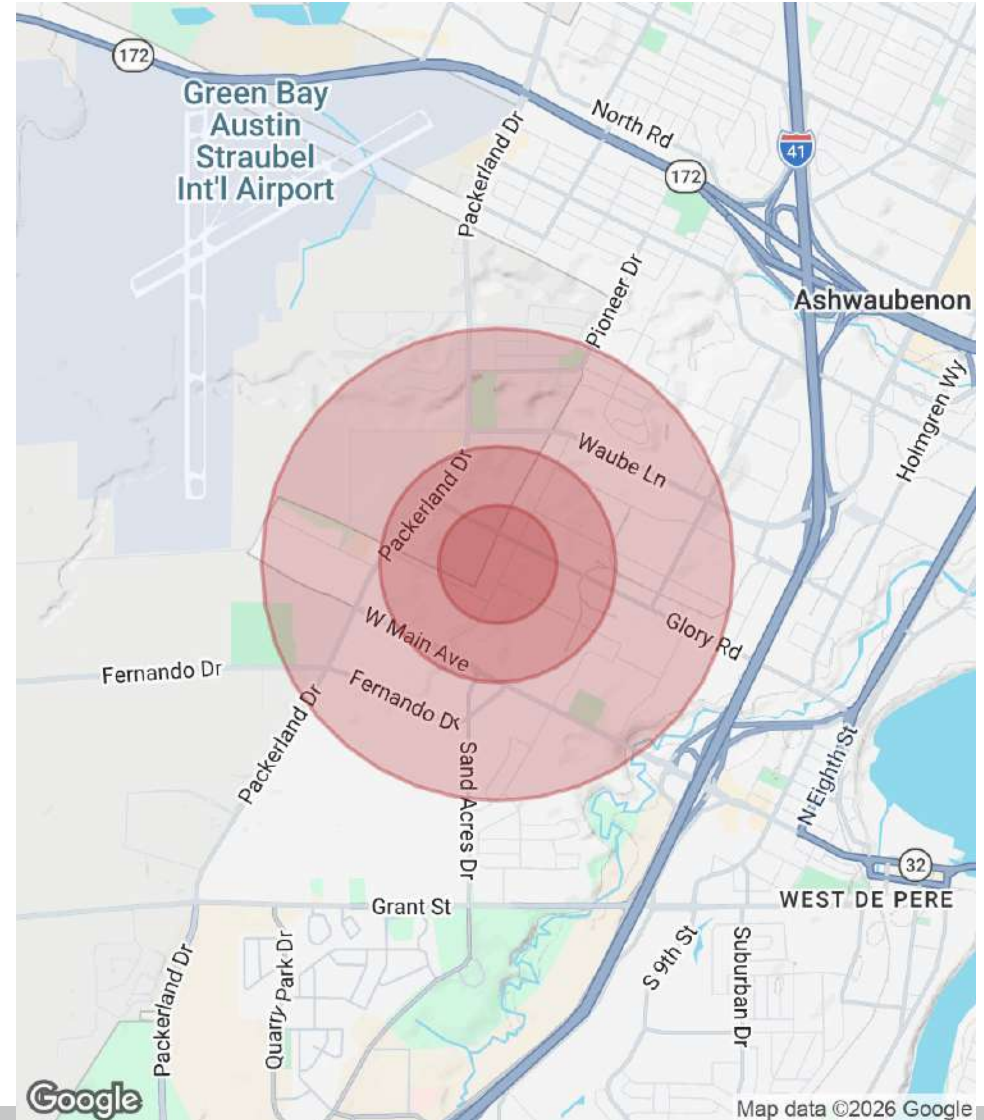 172
Green Bay
Austin
Straubel
Int'l Airport
Packerland Dr
North Rd
41
172
Pioneer Dr
Ashwaubenon
Holmgren Wy
Waube Ln
Packerland Dr
W Main Ave
Glory Rd
Fernando Dr
Fernando Dr
Packerland Dr
Sand Acres Dr
N Eighth St
32
WEST DE PERE
Grant St
S 9th St
Suburban Dr
Packerland Dr
Quarry Park Dr
Google
Map data ©2026 Google